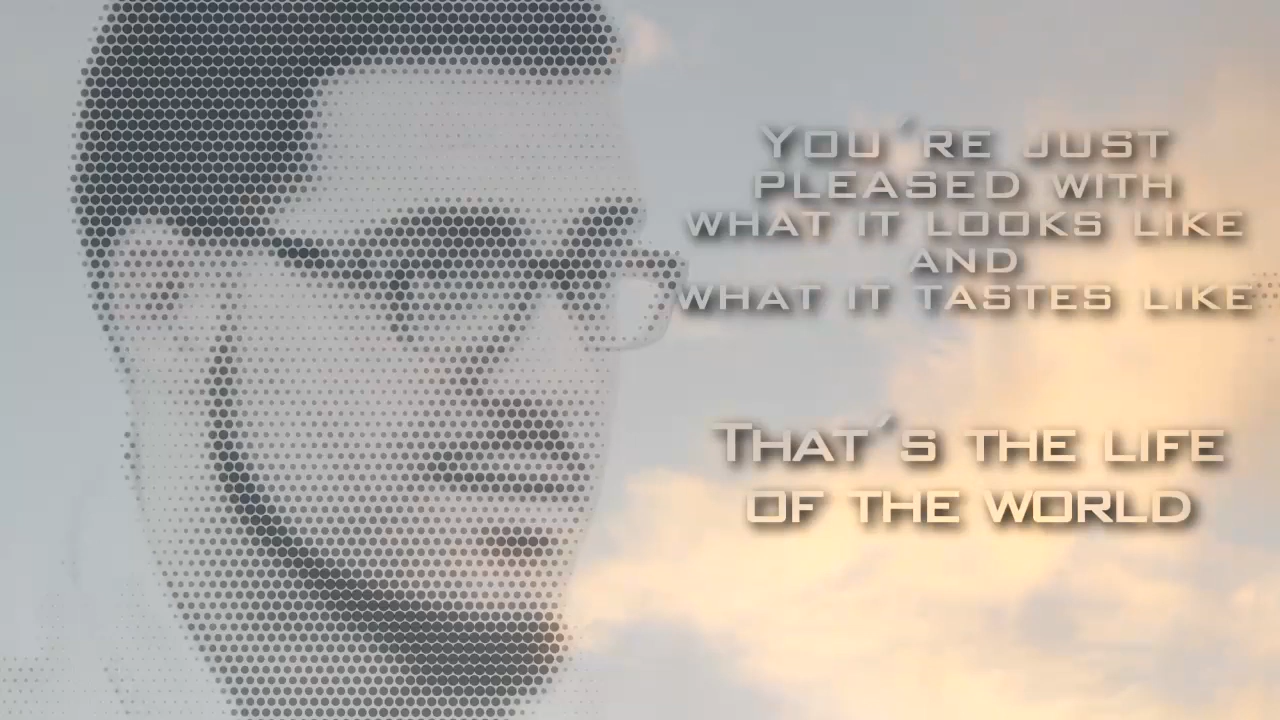 You´re just
pleased with
what it looks like
and
what it tastes like
That´s the life
of the world